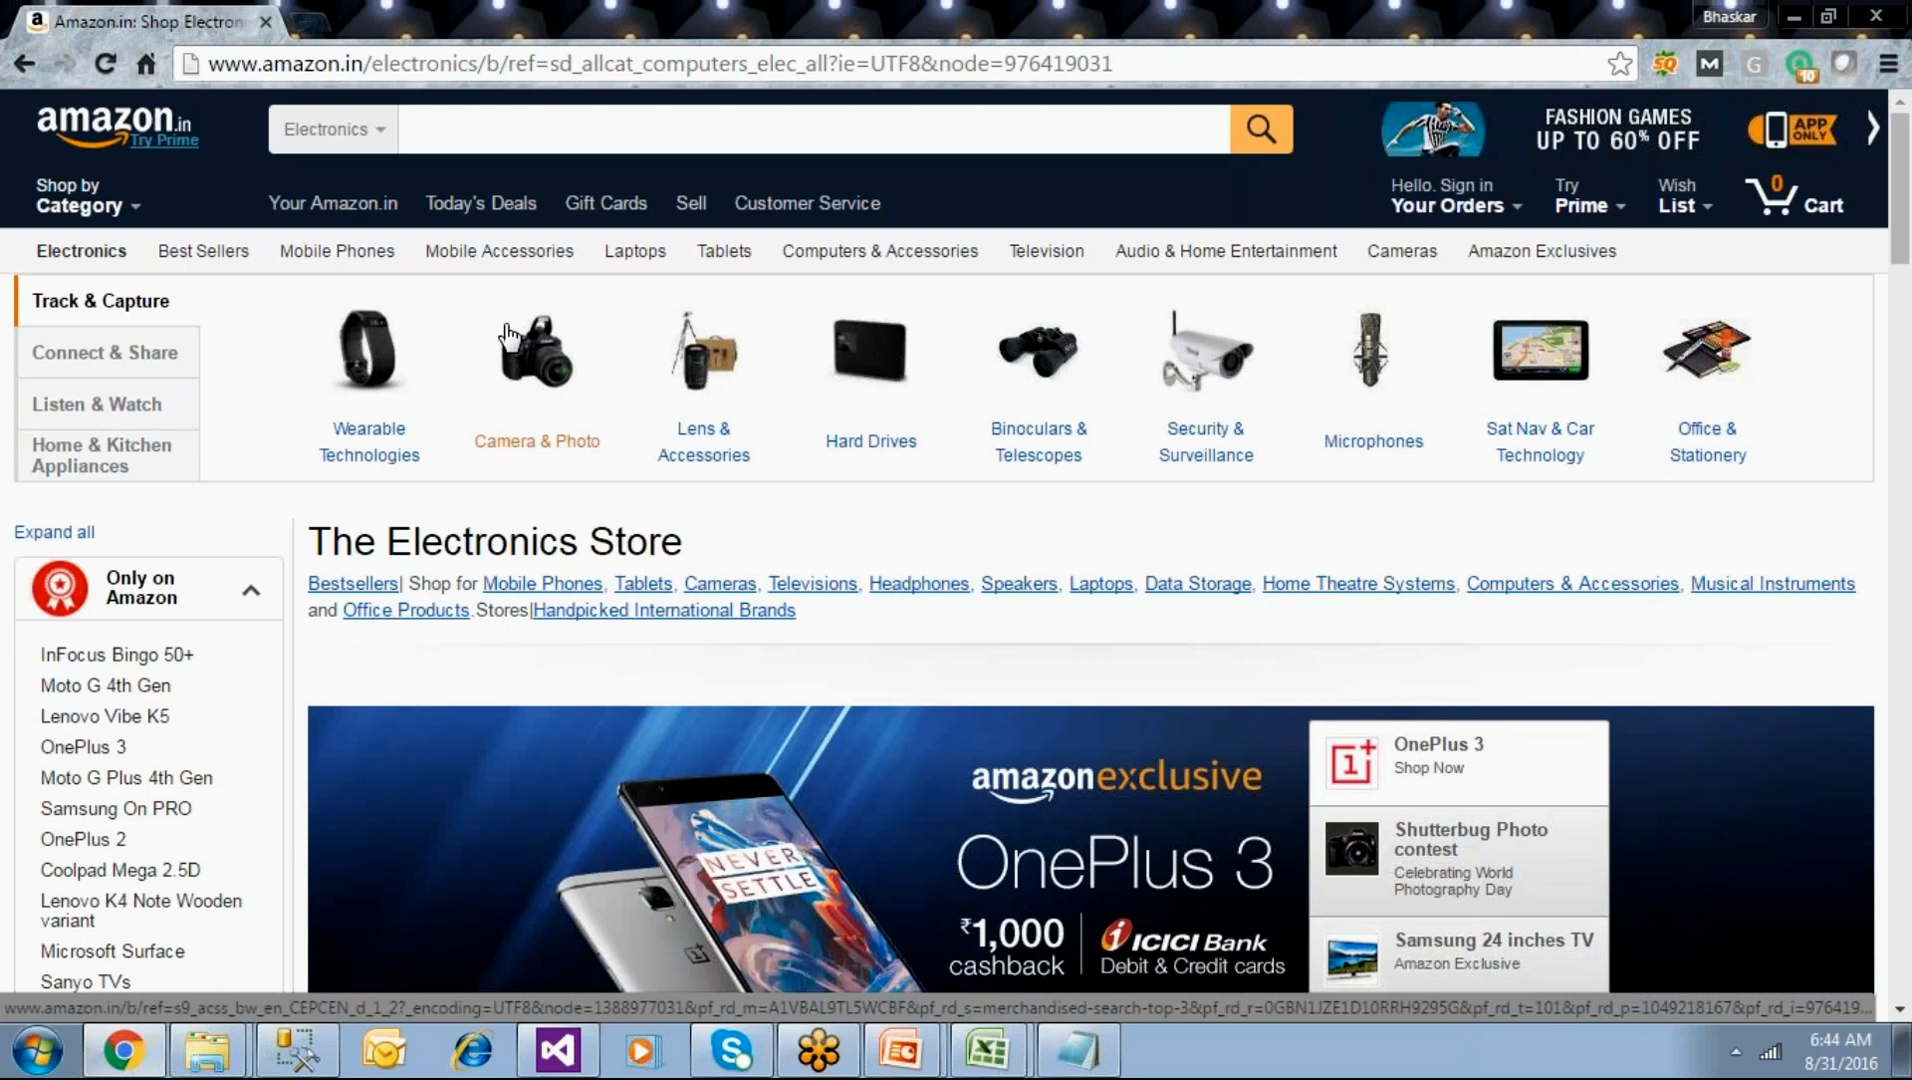 Amazon.in: Shop Electroni
Bhaskar
www.amazon.in/electronics/b/ref=sd_allcat_computers_elec_all?ie=UTF8&node=976419031
SQ
M
G
10
amazon.in
Try Prime
Electronics
FASHION GAMES
UP TO 60% OFF
APP
ONLY
Shop by
Category
Your Amazon.in
Today's Deals
Gift Cards
Sell
Customer Service
Hello. Sign in
Your Orders
Try
Prime
Wish
List
0
Cart
Electronics
Best Sellers
Mobile Phones
Mobile Accessories
Laptops
Tablets
Computers & Accessories
Television
Audio & Home Entertainment
Cameras
Amazon Exclusives
Track & Capture
Connect & Share
Listen & Watch
Home & Kitchen
Appliances
Wearable
Technologies
Camera & Photo
Lens &
Accessories
Hard Drives
Binoculars &
Telescopes
Security &
Surveillance
Microphones
Sat Nav & Car
Technology
Office &
Stationery
Expand all
Only on
Amazon
InFocus Bingo 50+
Moto G 4th Gen
Lenovo Vibe K5
OnePlus 3
Moto G Plus 4th Gen
Samsung On PRO
OnePlus 2
Coolpad Mega 2.5D
Lenovo K4 Note Wooden
variant
Microsoft Surface
Sanyo TVs
The Electronics Store
Bestsellers| Shop for Mobile Phones, Tablets, Cameras, Televisions, Headphones, Speakers, Laptops, Data Storage, Home Theatre Systems, Computers & Accessories, Musical Instruments
and Office Products.Stores|Handpicked International Brands
NEVER
SETTLE
amazonexclusive
OnePlus 3
₹1,000
cashback
ICICI Bank
Debit & Credit cards
OnePlus 3
Shop Now
Shutterbug Photo
contest
Celebrating World
Photography Day
Samsung 24 inches TV
Amazon Exclusive
www.amazon.in/b/ref=s9_acss_bw_en_CEPCEN_d_1_2?_encoding=UTF8&node=1388977031&pf_rd_m=A1VBAL9TL5WCBF&pf_rd_s=merchandised-search-top-3&pf_rd_r=0GBN1JZE1D10RRH9295G&pf_rd_t=101&pf_rd_p=1049218167&pf_rd_i=976419...
6:44 AM
8/31/2016